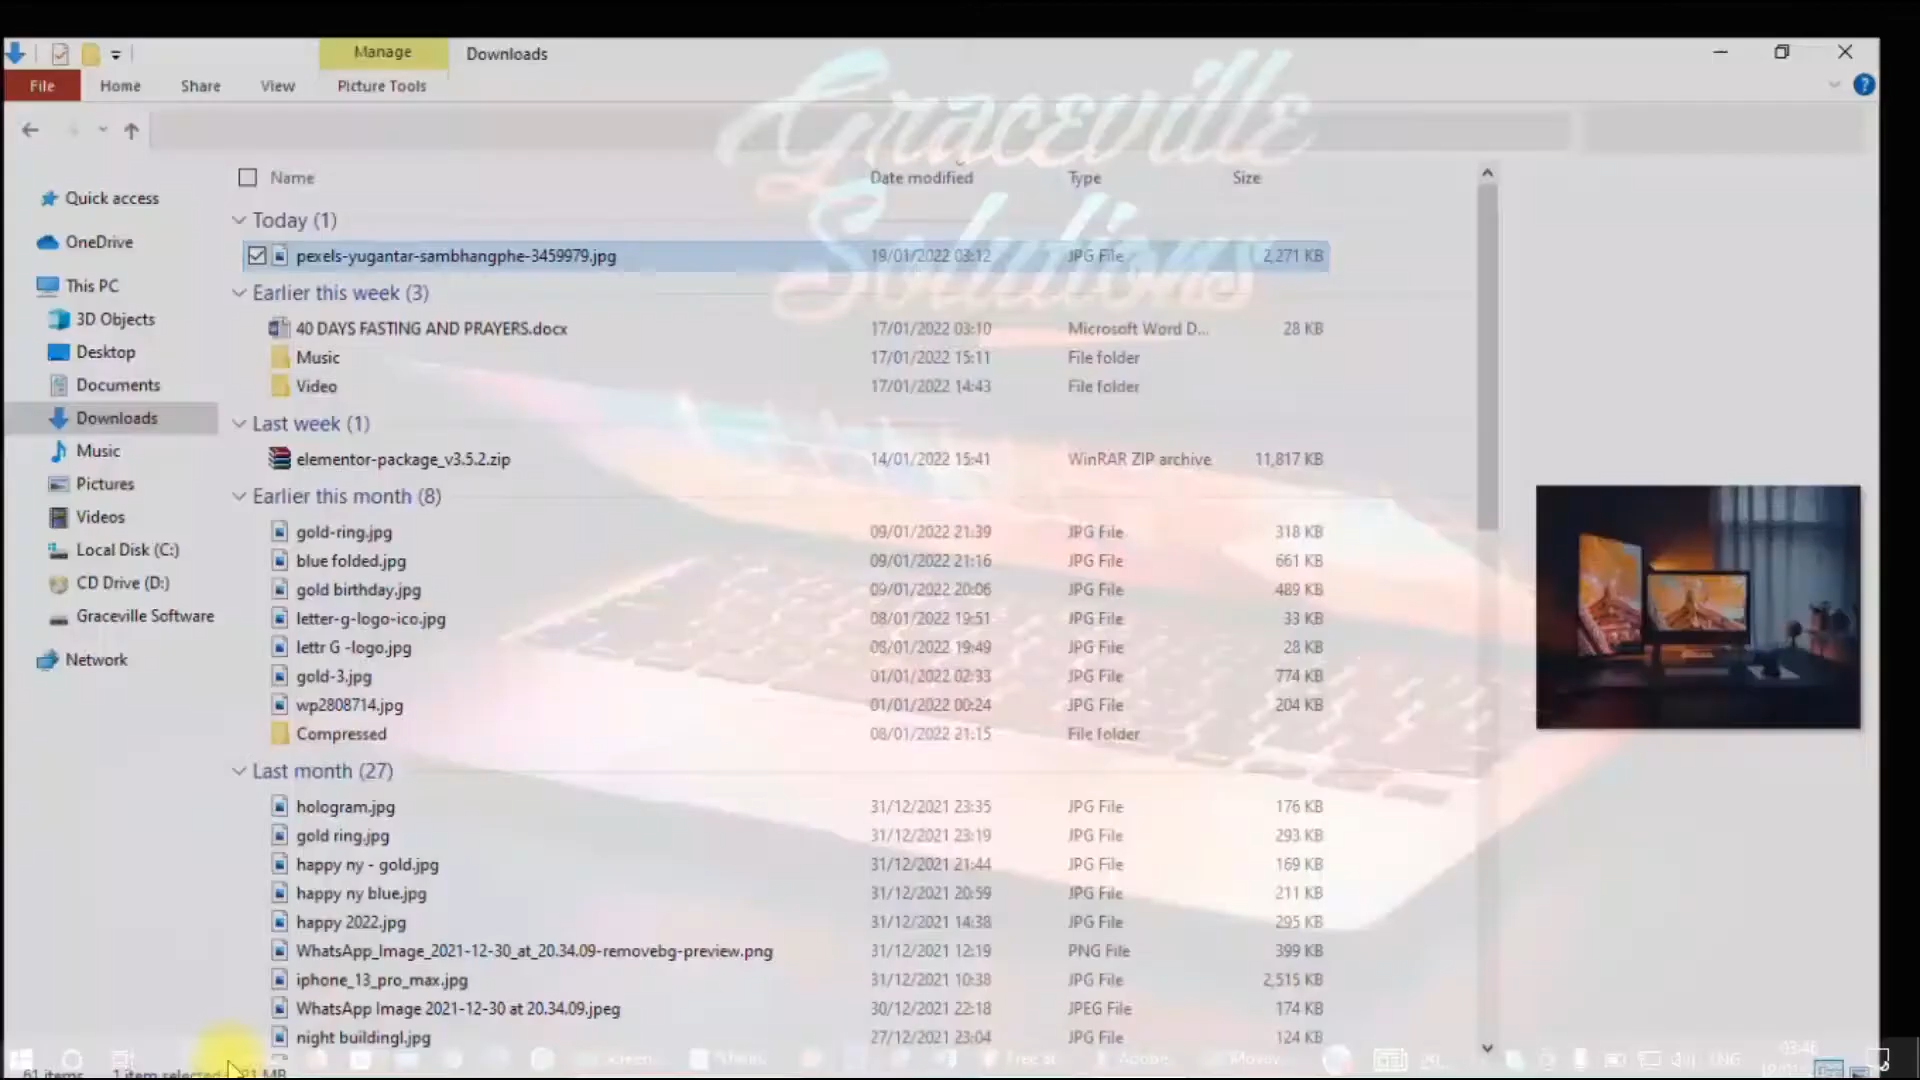 Manage
Downloads
File
Home
Share
View
Picture Tools
?
Graceville
Solutions
Name
Date modified
Type
Size
Quick access
OneDrive
This PC
3D Objects
Desktop
Documents
Downloads
Music
Pictures
Videos
Local Disk (C:)
CD Drive (D:)
Graceville Software
Network
Today (1)
pexels-yugantar-sambhangphe-3459979.jpg 19/01/2022 03:12 JPG File 2,271 KB
Earlier this week (3)
40 DAYS FASTING AND PRAYERS.docx 17/01/2022 03:10 Microsoft Word D... 28 KB
Music 17/01/2022 15:11 File folder
Video 17/01/2022 14:43 File folder
Last week (1)
elementor-package_v3.5.2.zip 14/01/2022 15:41 WinRAR ZIP archive 11,817 KB
Earlier this month (8)
gold-ring.jpg 09/01/2022 21:39 JPG File 318 KB
blue folded.jpg 09/01/2022 21:16 JPG File 661 KB
gold birthday.jpg 09/01/2022 20:06 JPG File 489 KB
letter-g-logo-ico.jpg 08/01/2022 19:51 JPG File 33 KB
lettr G -logo.jpg 08/01/2022 19:49 JPG File 28 KB
gold-3.jpg 01/01/2022 02:33 JPG File 774 KB
wp2808714.jpg 01/01/2022 00:24 JPG File 204 KB
Compressed 08/01/2022 21:15 File folder
Last month (27)
hologram.jpg 31/12/2021 23:35 JPG File 176 KB
gold ring.jpg 31/12/2021 23:19 JPG File 293 KB
happy ny - gold.jpg 31/12/2021 21:44 JPG File 169 KB
happy ny blue.jpg 31/12/2021 20:59 JPG File 211 KB
happy 2022.jpg 31/12/2021 14:38 JPG File 295 KB
WhatsApp_Image_2021-12-30_at_20.34.09-removebg-preview.png 31/12/2021 12:19 PNG File 399 KB
iphone_13_pro_max.jpg 31/12/2021 10:38 JPG File 2,515 KB
WhatsApp Image 2021-12-30 at 20.34.09.jpeg 30/12/2021 22:18 JPEG File 174 KB
night buildingl.jpg 27/12/2021 23:04 JPG File 124 KB
ENG
03:46
61 items
1 item selected
MB